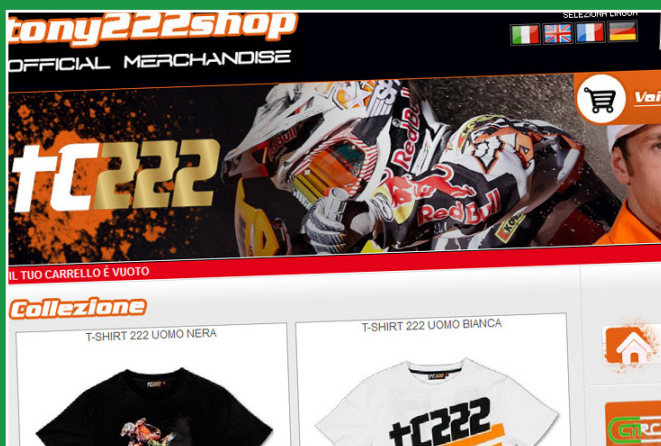 tony222shop
SELEZIONA LINGUA
OFFICIAL MERCHANDISE
Vai
tc222
Red Bull
Red Bull
IL TUO CARRELLO È VUOTO
Collezione
T-SHIRT 222 UOMO NERA
T-SHIRT 222 UOMO BIANCA
tc222